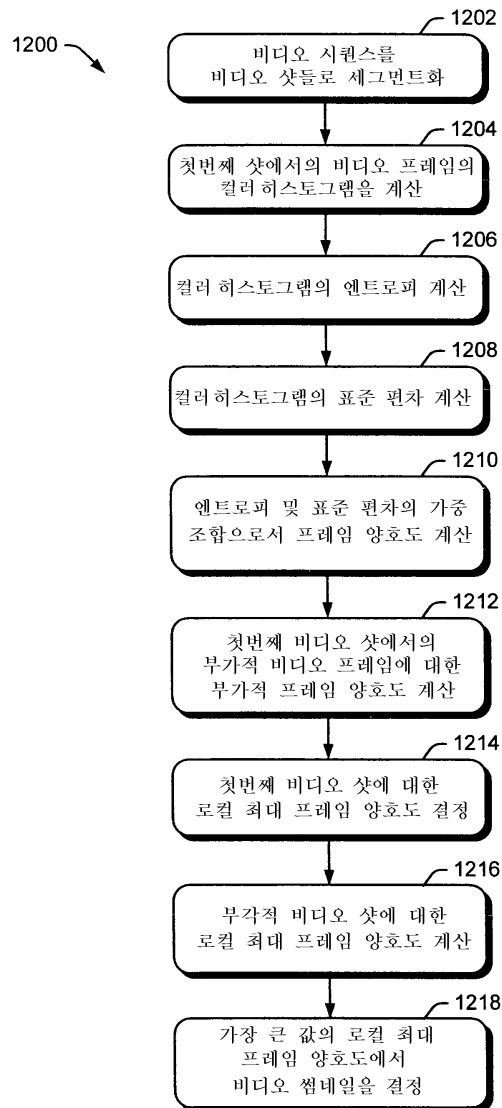 1200
1202
비디오 시퀀스를
비디오 샷들로 세그먼트화
1204
첫번째 샷에서의 비디오 프레임의
컬러 히스토그램을 계산
1206
컬러 히스토그램의 엔트로피 계산
1208
컬러히스토그램의 표준 편차 계산
1210
엔트로피 및 표준 편차의 가중
조합으로서 프레임 양호도 계산
1212
첫번째 비디오 샷에서의
부가적 비디오 프레임에 대한
부가적 프레임 양호도 계산
1214
첫번째 비디오 샷에 대한
로컬 최대 프레임 양호도 결정
1216
부각적 비디오 샷에 대한
로컬 최대 프레임 양호도 계산
1218
가장 큰 값의 로컬 최대
프레임 양호도에서
비디오 썸네일을 결정